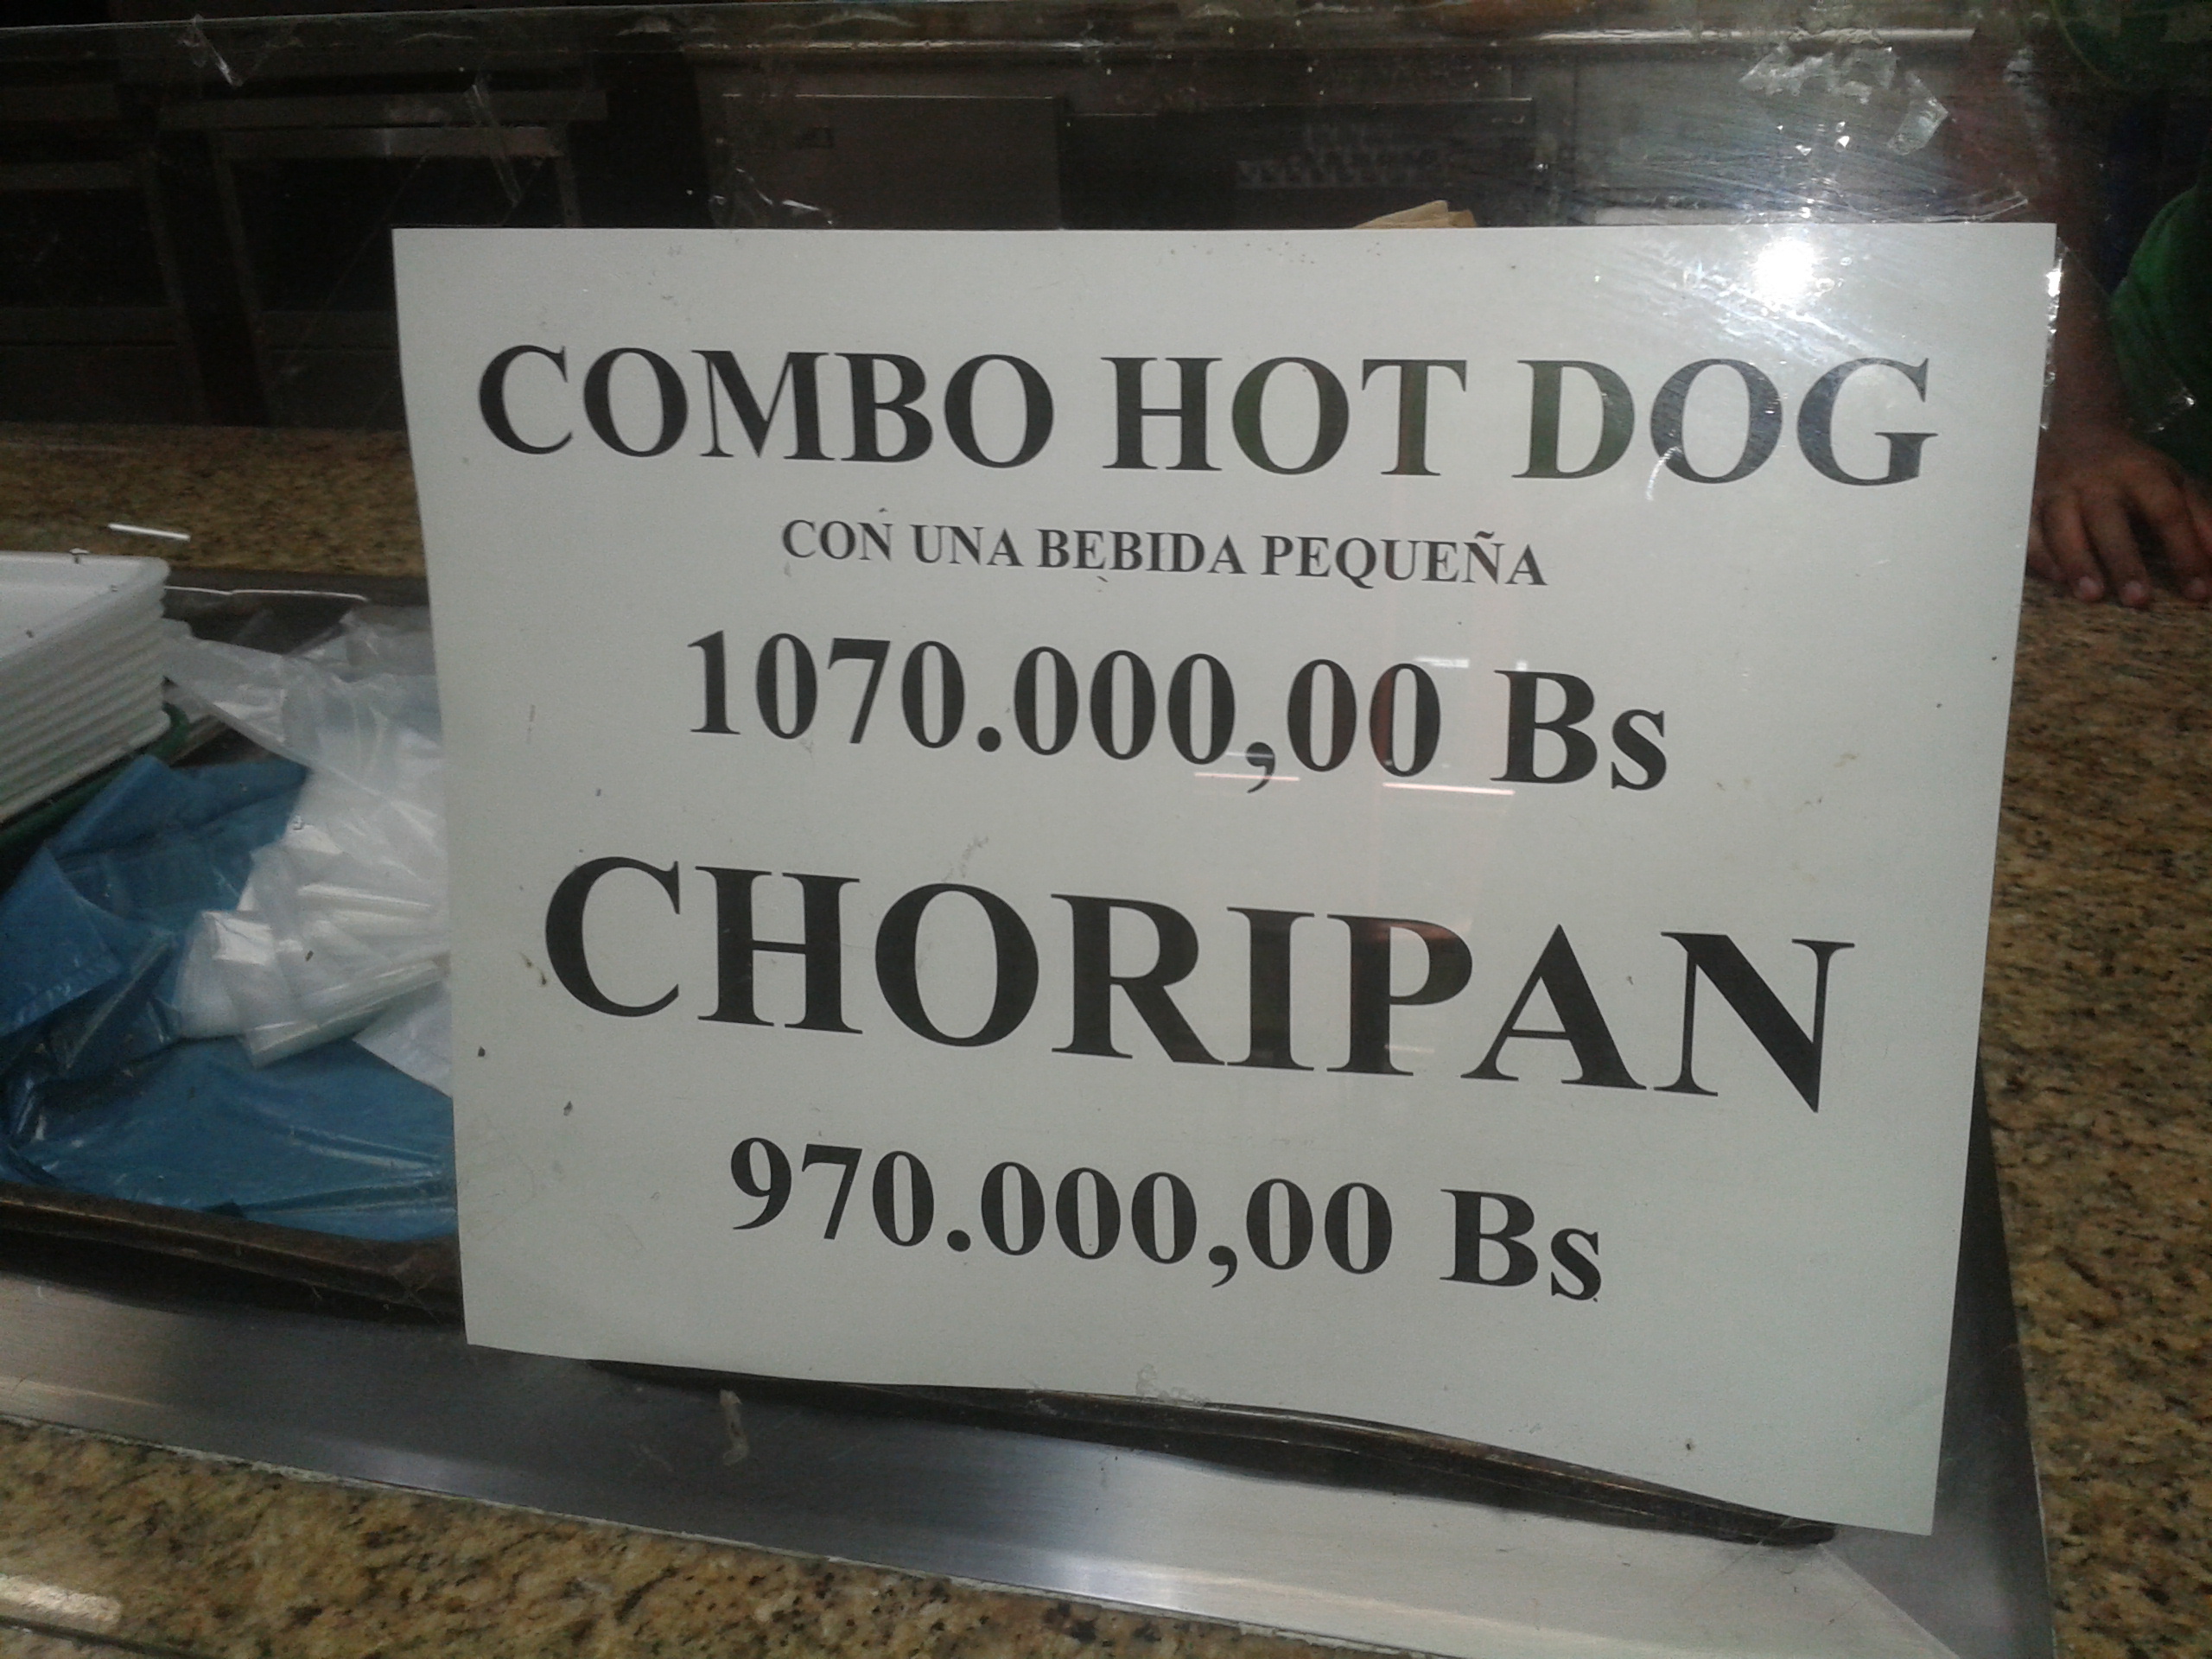 COMBO HOT DOG
CON UNA BEBIDA PEQUEÑA
1070.000,00 Bs
CHORIPAN
970.000,00 Bs